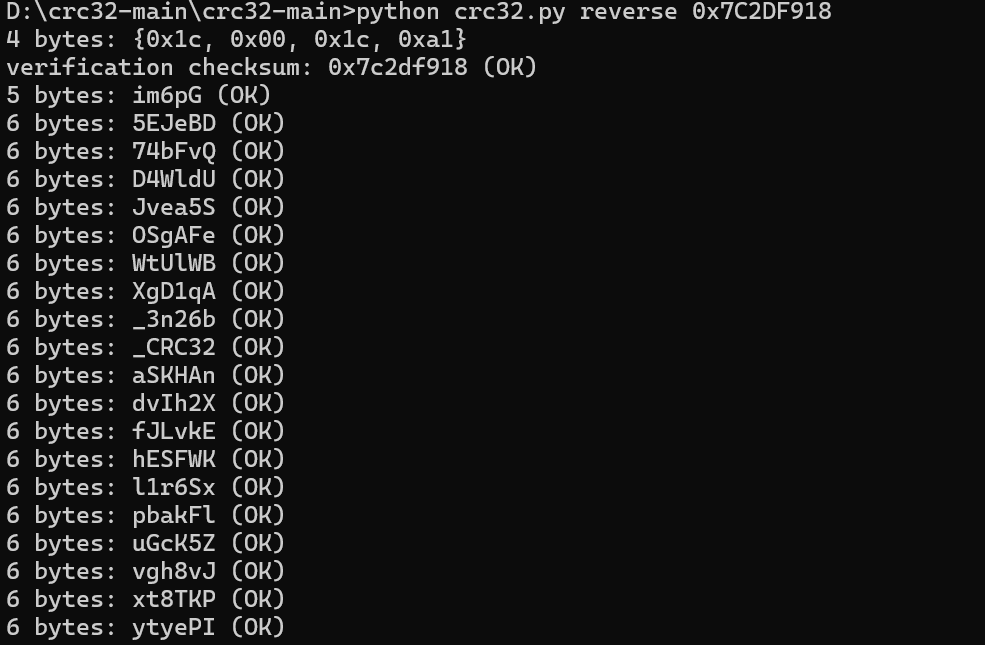 D:\crc32-main\crc32-main>python crc32.py reverse 0x7C2DF918
4 bytes: {0x1c, 0x00, 0x1c, 0xa1}
verification checksum: 0x7c2df918 (OK)
5 bytes: im6pG (OK)
6 bytes: 5EJeBD (OK)
6 bytes: 74bFvQ (OK)
6 bytes: D4WldU (OK)
6 bytes: Jvea5S (OK)
6 bytes: OSgAFe (OK)
6 bytes: WtUlWB (OK)
6 bytes: XgD1qA (OK)
6 bytes: _3n26b (OK)
6 bytes: _CRC32 (OK)
6 bytes: aSKHAn (OK)
6 bytes: dvIh2X (OK)
6 bytes: fJLvkE (OK)
6 bytes: hESFWK (OK)
6 bytes: l1r6Sx (OK)
6 bytes: pbakFl (OK)
6 bytes: uGcK5Z (OK)
6 bytes: vgh8vJ (OK)
6 bytes: xt8TKP (OK)
6 bytes: ytyePI (OK)